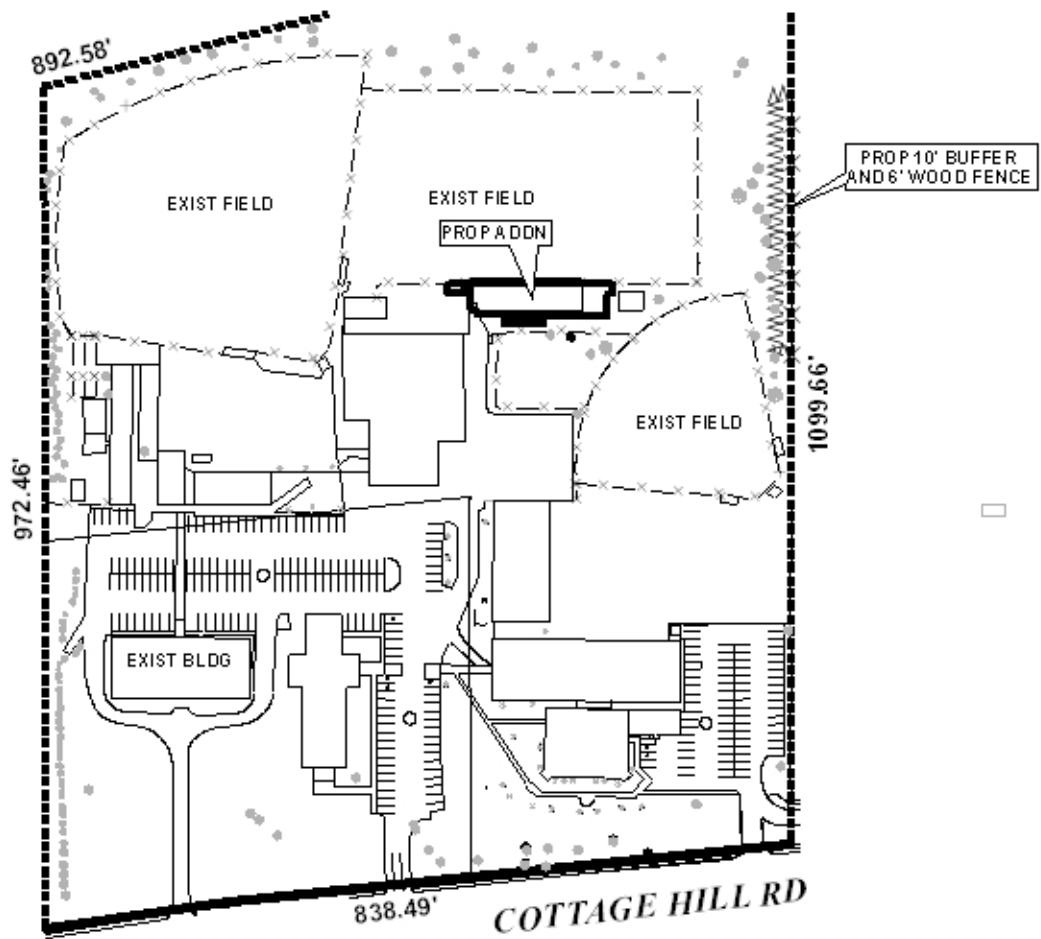 892.58'
PROP 10' BUFFER
AND 6' WOOD FENCE
EXIST FIELD
EXIST FIELD
PROP ADDN
1099.66'
EXIST FIELD
972.46'
EXIST BLDG
838.49'
COTTAGE HILL RD